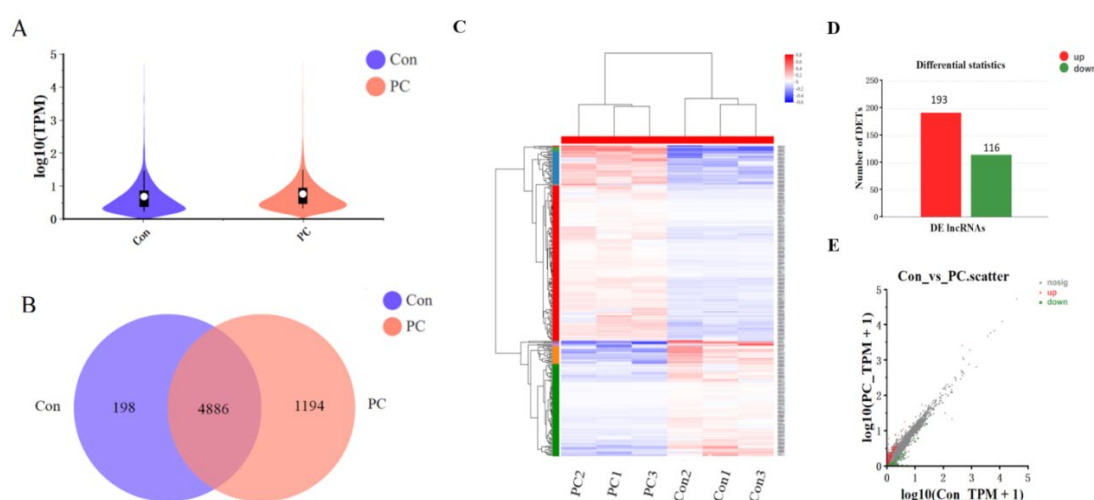 A
Con
PC
log10(TPM)
5
4
3
2
1
0
Con
PC
B
Con
PC
Con
198
4886
1194
PC
C
PC2
PC1
PC3
Con2
Con1
Con3
D
up
down
Differential statistics
Number of DETs
250
200
150
100
50
0
193
116
DE lncRNAs
E
Con_vs_PC.scatter
nosig
up
down
log10(PC_TPM + 1)
5
4
3
2
1
0
0
1
2
3
4
5
log10(Con_TPM + 1)